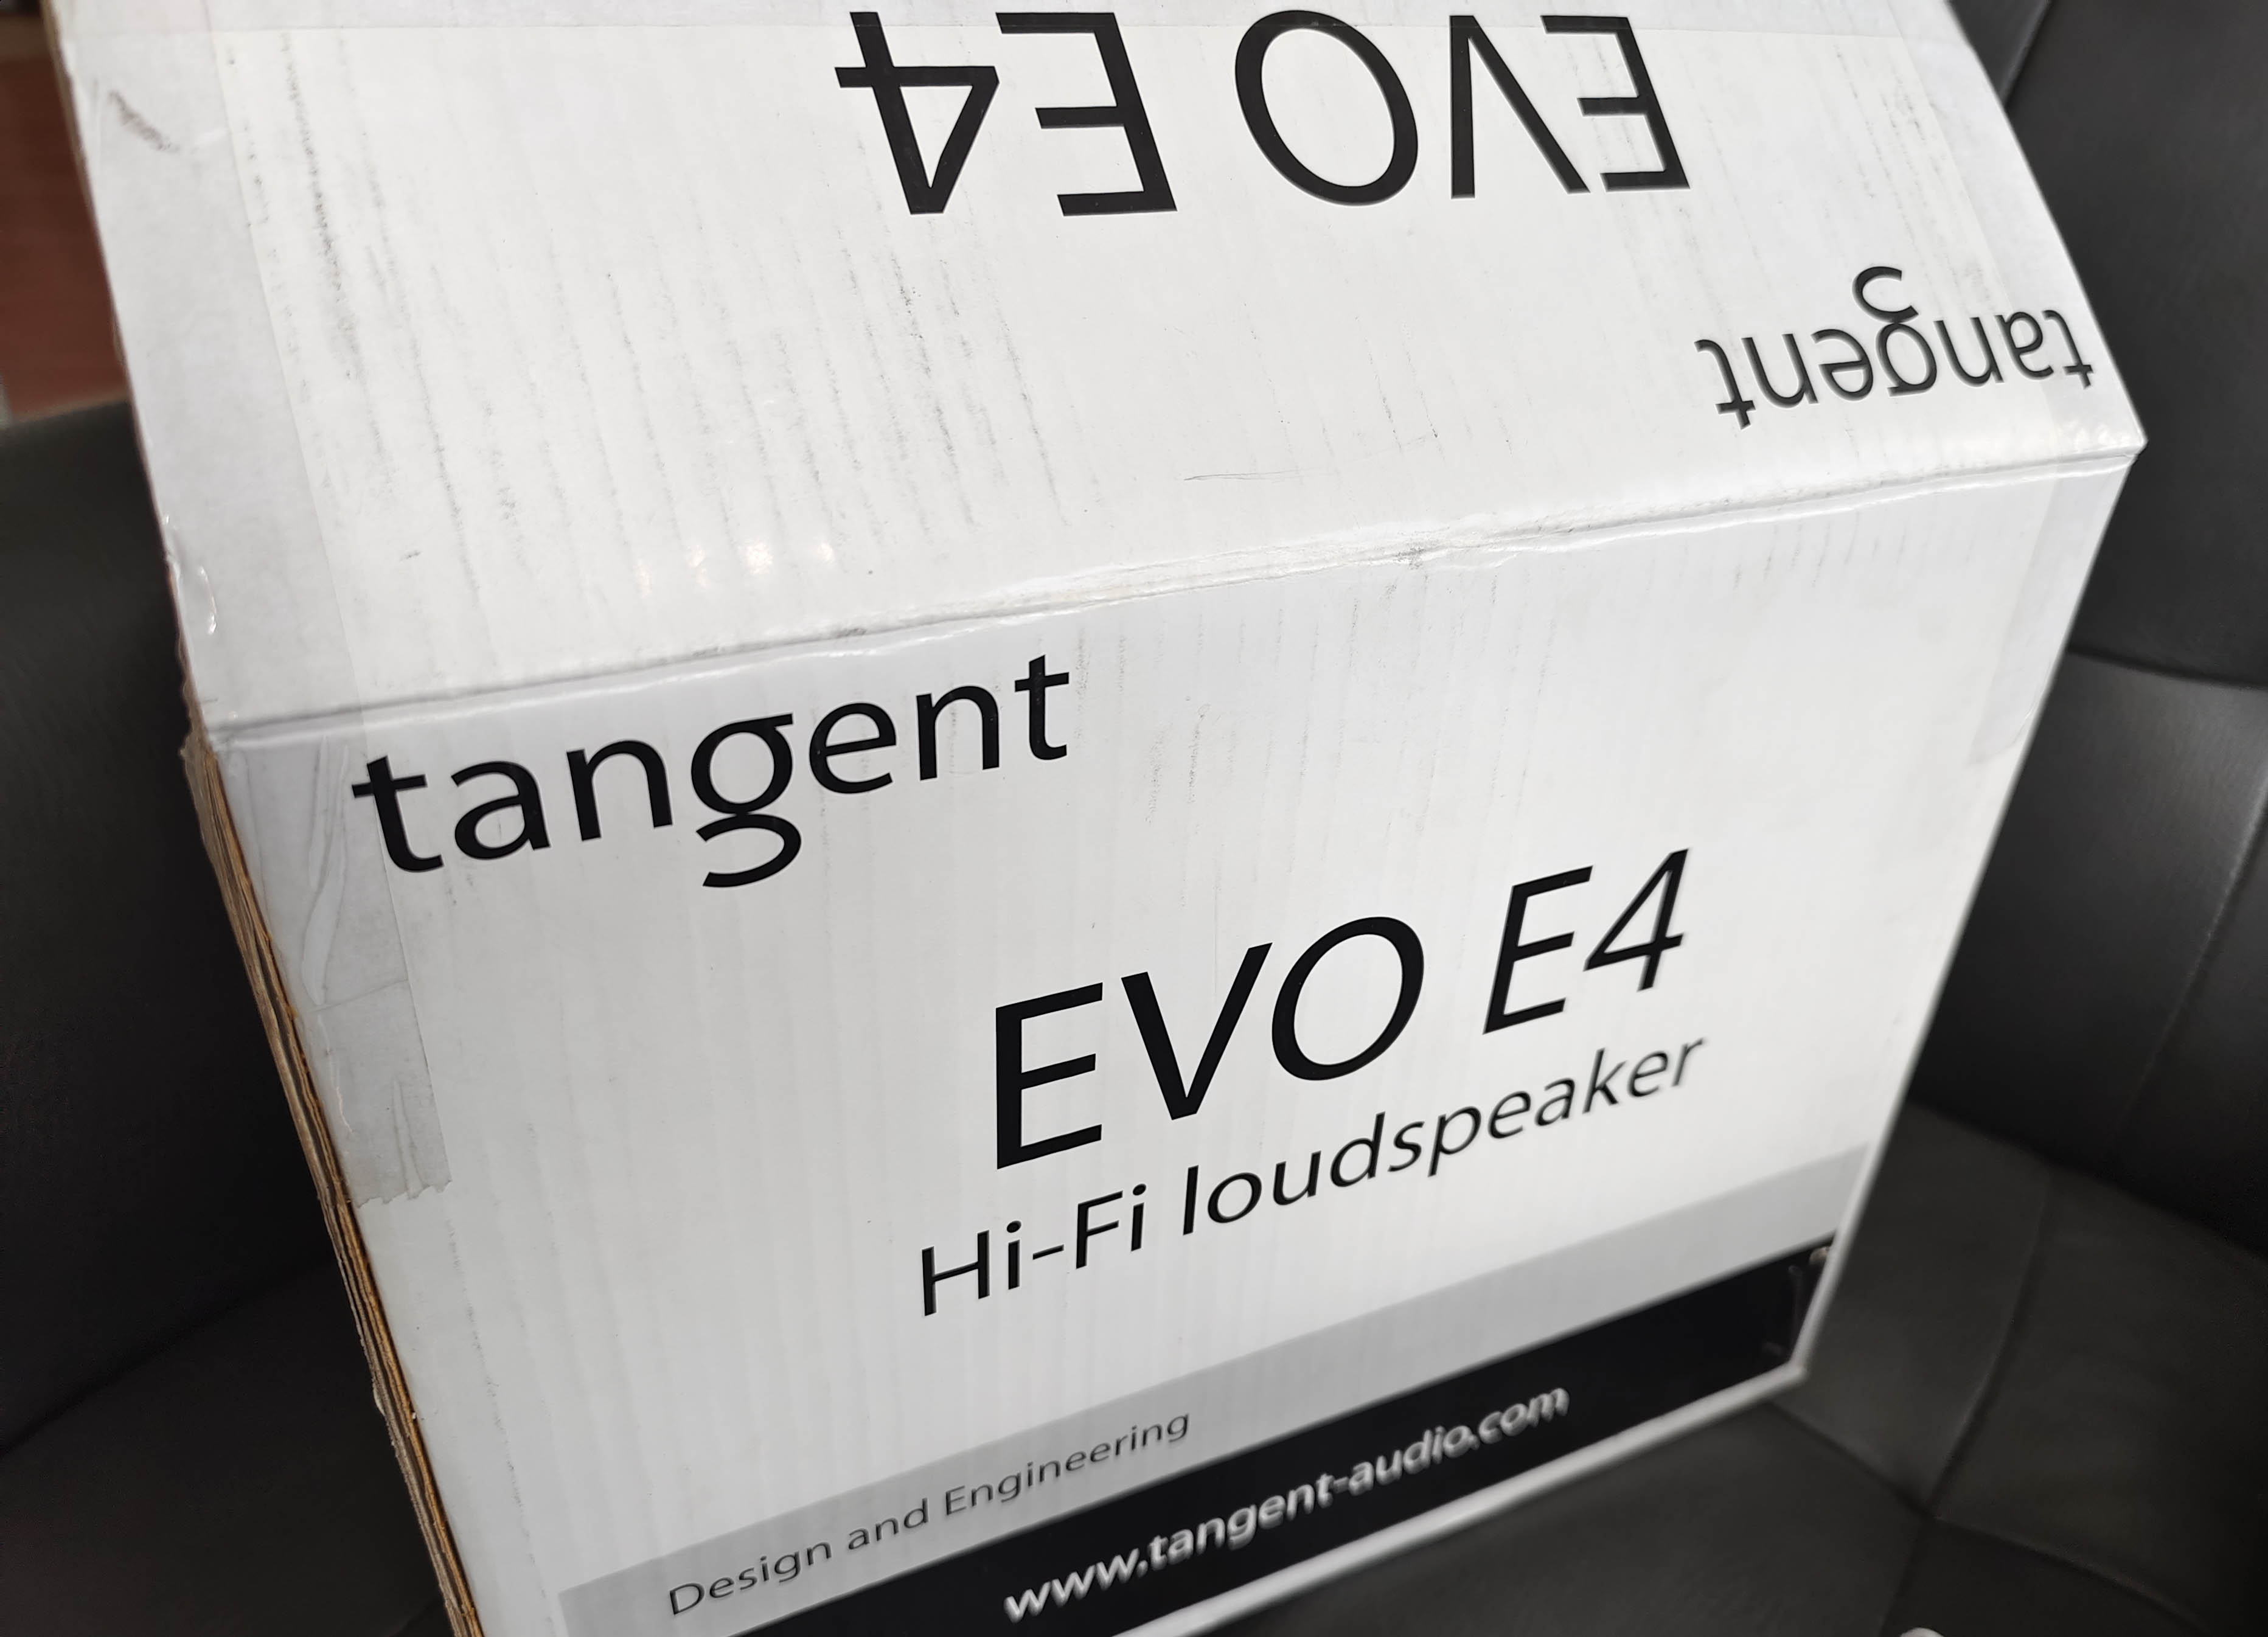 EVO E4
tangent
tangent
EVO E4
Hi-Fi loudspeaker
Design and Engineering
www.tangent-audio.com